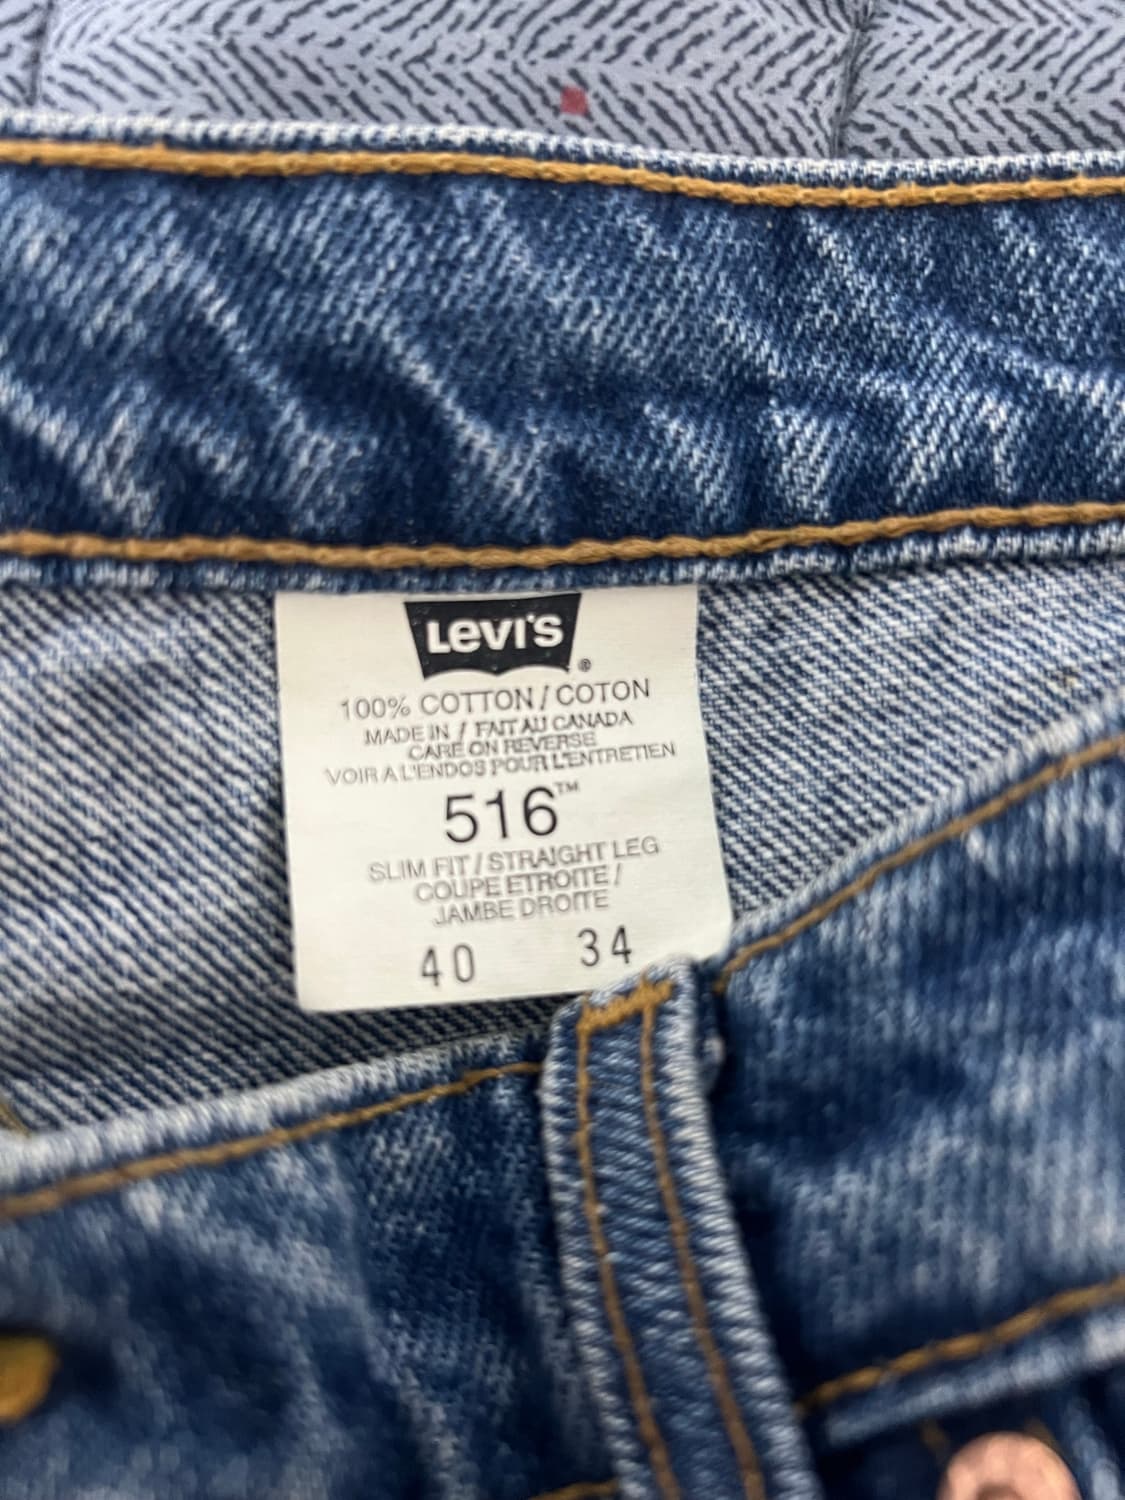 LEVI'S ®
100% COTTON / COTON
MADE IN / FAIT AU CANADA
CARE ON REVERSE
VOIR A L'ENDOS POUR L'ENTRETIEN
516™
SLIM FIT / STRAIGHT LEG
COUPE ETROITE /
JAMBE DROITE
40 34